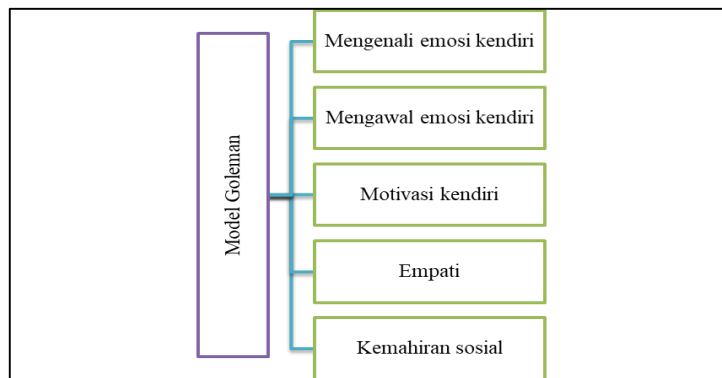 Model Goleman
Mengenali emosi kendiri
Mengawal emosi kendiri
Motivasi kendiri
Empati
Kemahiran sosial